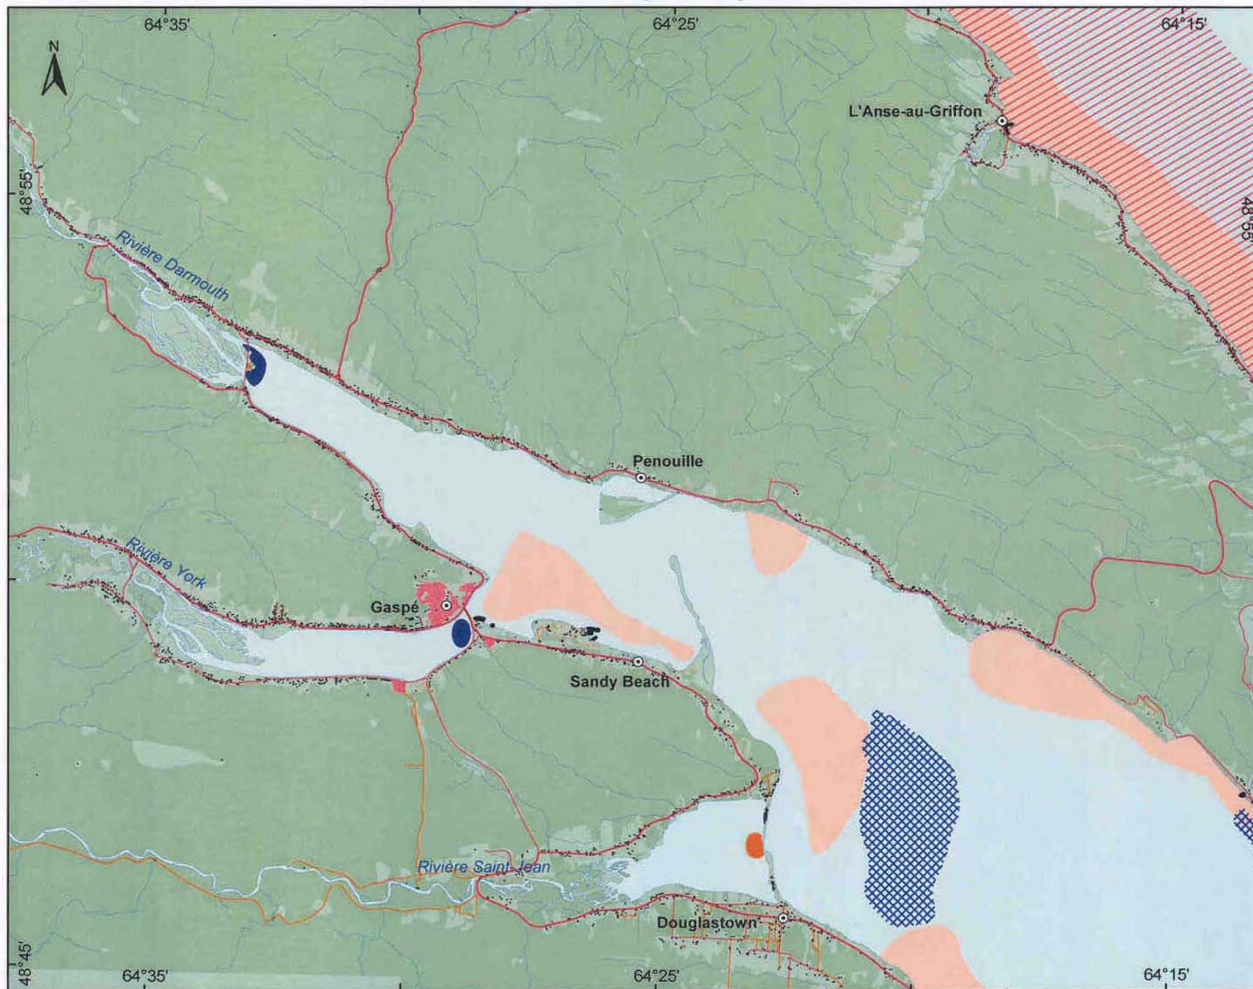 64°35'
64°25'
64°15'
N
L'Anse-au-Griffon
48°55'
48°55'
Rivière Darmouth
Penouille
Rivière York
Gaspé
Sandy Beach
Rivière Saint-Jean
Douglastown
48°45'
64°35'
64°25'
64°15'